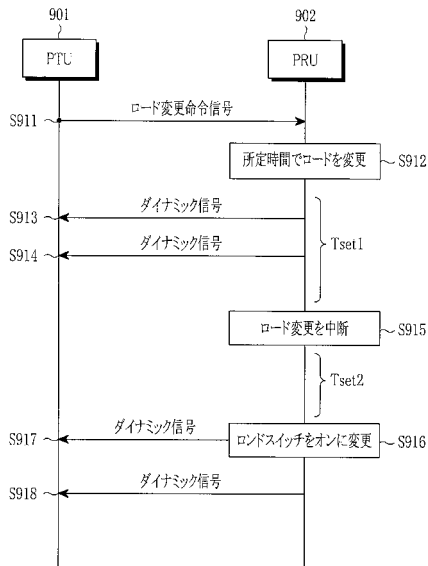 901
902
PTU
PRU
ロード変更命令信号
S911
所定時間でロードを変更
S912
ダイナミック信号
S913
ダイナミック信号
S914
Tset1
ロード変更を中断
S915
Tset2
ダイナミック信号
S917
ロンドスイッチをオンに変更
S916
ダイナミック信号
S918